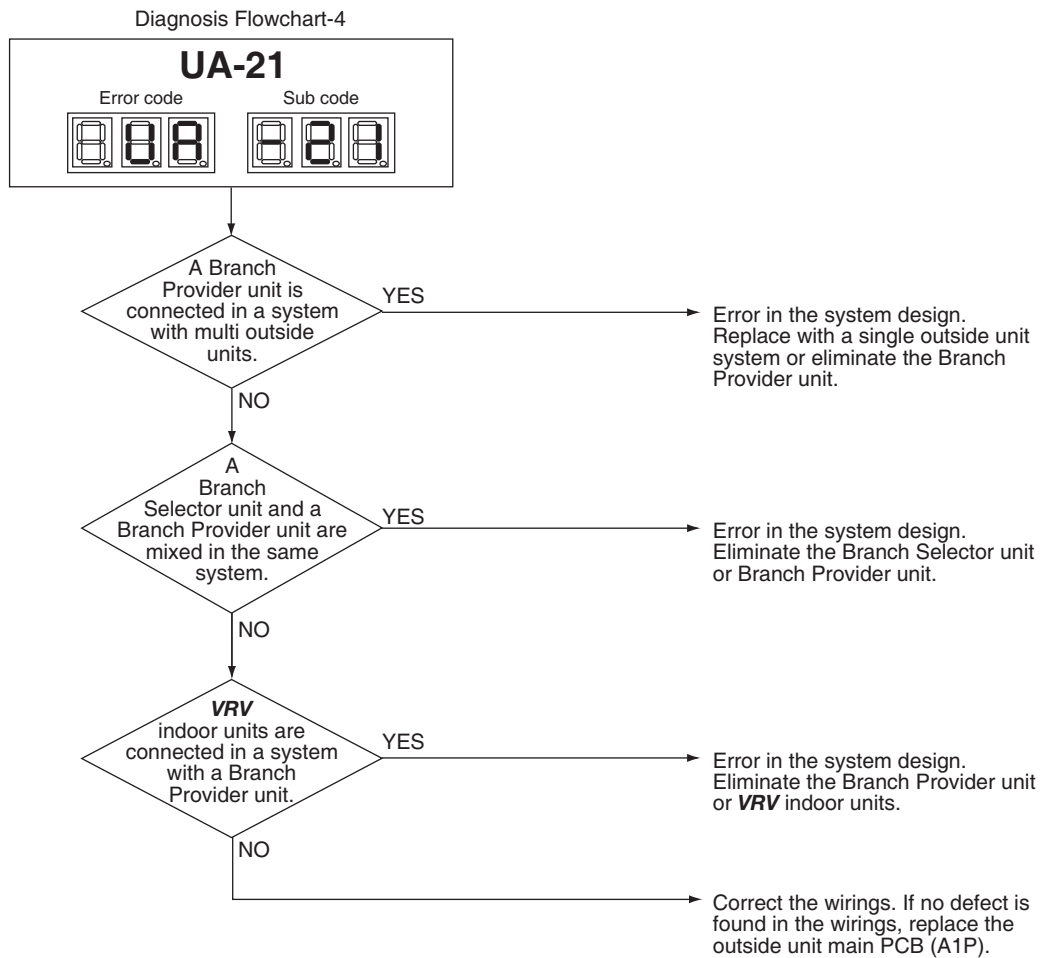 Diagnosis Flowchart-4
UA-21
Error code
Sub code
UA
-21
A Branch
Provider unit is
connected in a system
with multi outside
units.
YES
Error in the system design.
Replace with a single outside unit
system or eliminate the Branch
Provider unit.
NO
A
Branch
Selector unit and a
Branch Provider unit are
mixed in the same
system.
YES
Error in the system design.
Eliminate the Branch Selector unit
or Branch Provider unit.
NO
VRV
indoor units are
connected in a system
with a Branch
Provider unit.
YES
Error in the system design.
Eliminate the Branch Provider unit
or VRV indoor units.
NO
Correct the wirings. If no defect is
found in the wirings, replace the
outside unit main PCB (A1P).